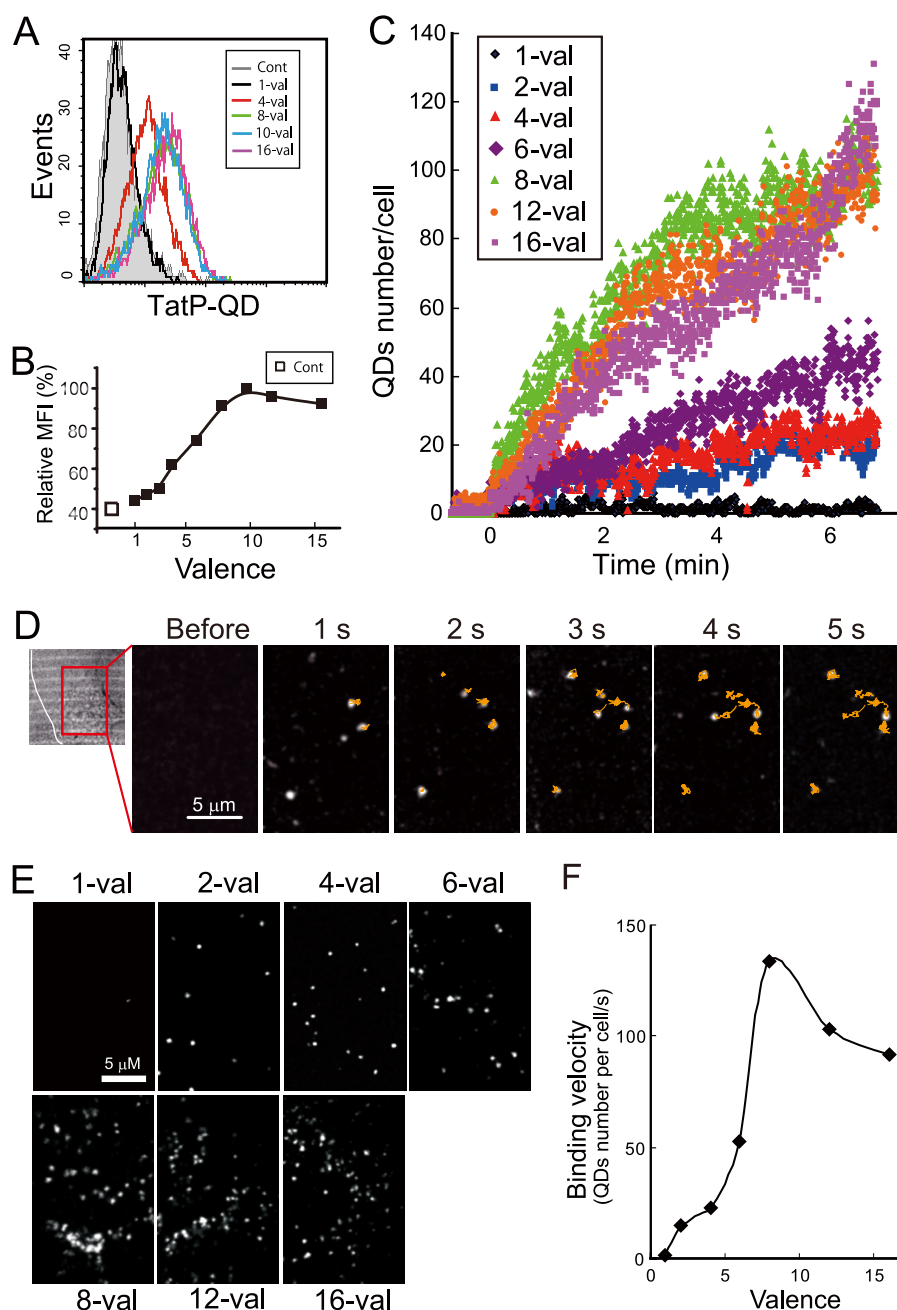 A
40
30
20
10
0
Events
Cont
1-val
4-val
8-val
10-val
16-val
TatP-QD
B
Relative MFI (%)
100
80
60
40
Cont
1
5
10
15
Valence
C
QDs number/cell
140
120
100
80
60
40
20
0
1-val
2-val
4-val
6-val
8-val
12-val
16-val
0
2
4
6
Time (min)
D
Before
1 s
2 s
3 s
4 s
5 s
5 μm
E
1-val
2-val
4-val
6-val
5 μM
8-val
12-val
16-val
F
Binding velocity
(QDs number per cell/s)
150
100
50
0
0
5
10
15
Valence